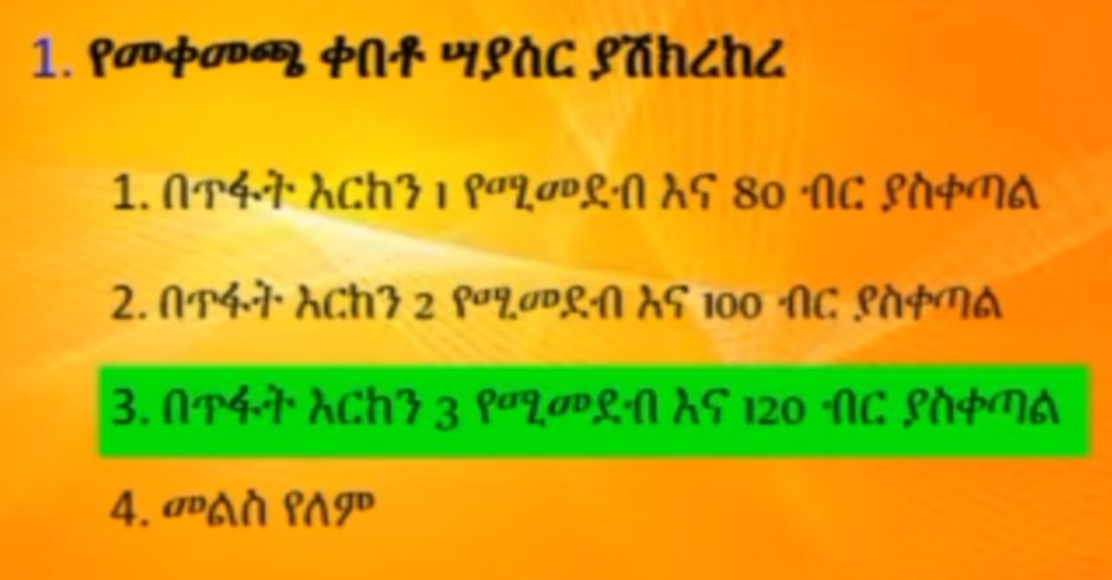 1. የመቀመጫ ቀበቶ ሣያስር ያሽከረከረ
1. በጥፋት እርከን 1 የሚመደብ እና 80 ብር ያስቀጣል
2. በጥፋት እርከን 2 የሚመደብ እና 100 ብር ያስቀጣል
3. በጥፋት እርከን 3 የሚመደብ እና 120 ብር ያስቀጣል
4. መልስ የለም